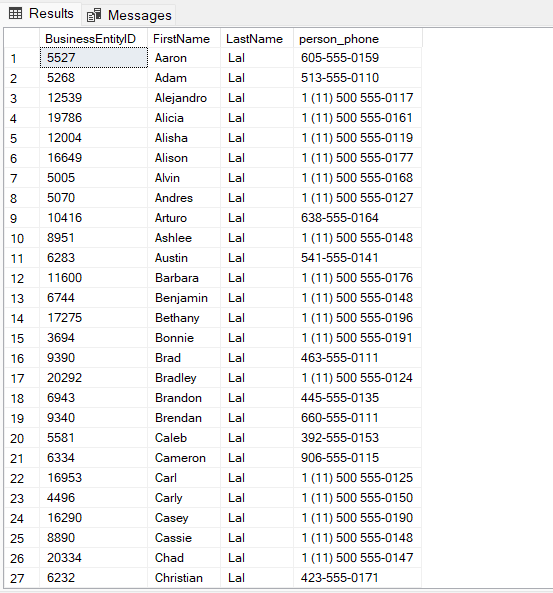 Results Messages
BusinessEntityID FirstName LastName person_phone
1 5527 Aaron Lal 605-555-0159
2 5268 Adam Lal 513-555-0110
3 12539 Alejandro Lal 1 (11) 500 555-0117
4 19786 Alicia Lal 1 (11) 500 555-0161
5 12004 Alisha Lal 1 (11) 500 555-0119
6 16649 Alison Lal 1 (11) 500 555-0177
7 5005 Alvin Lal 1 (11) 500 555-0168
8 5070 Andres Lal 1 (11) 500 555-0127
9 10416 Arturo Lal 638-555-0164
10 8951 Ashlee Lal 1 (11) 500 555-0148
11 6283 Austin Lal 541-555-0141
12 11600 Barbara Lal 1 (11) 500 555-0176
13 6744 Benjamin Lal 1 (11) 500 555-0148
14 17275 Bethany Lal 1 (11) 500 555-0196
15 3694 Bonnie Lal 1 (11) 500 555-0191
16 9390 Brad Lal 463-555-0111
17 20292 Bradley Lal 1 (11) 500 555-0124
18 6943 Brandon Lal 445-555-0135
19 9340 Brendan Lal 660-555-0111
20 5581 Caleb Lal 392-555-0153
21 6334 Cameron Lal 906-555-0115
22 16953 Carl Lal 1 (11) 500 555-0125
23 4496 Carly Lal 1 (11) 500 555-0150
24 16290 Casey Lal 1 (11) 500 555-0190
25 8890 Cassie Lal 1 (11) 500 555-0148
26 20334 Chad Lal 1 (11) 500 555-0147
27 6232 Christian Lal 423-555-0171